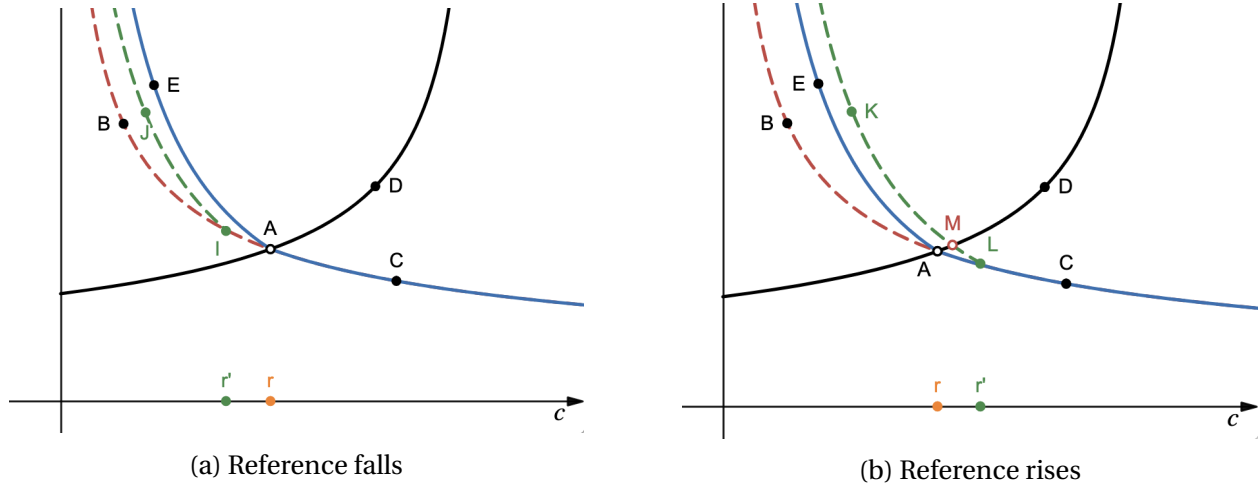 E
B
J
D
A
I
C
r'
r
c
(a) Reference falls
E
K
B
D
M
L
A
C
r
r'
c
(b) Reference rises